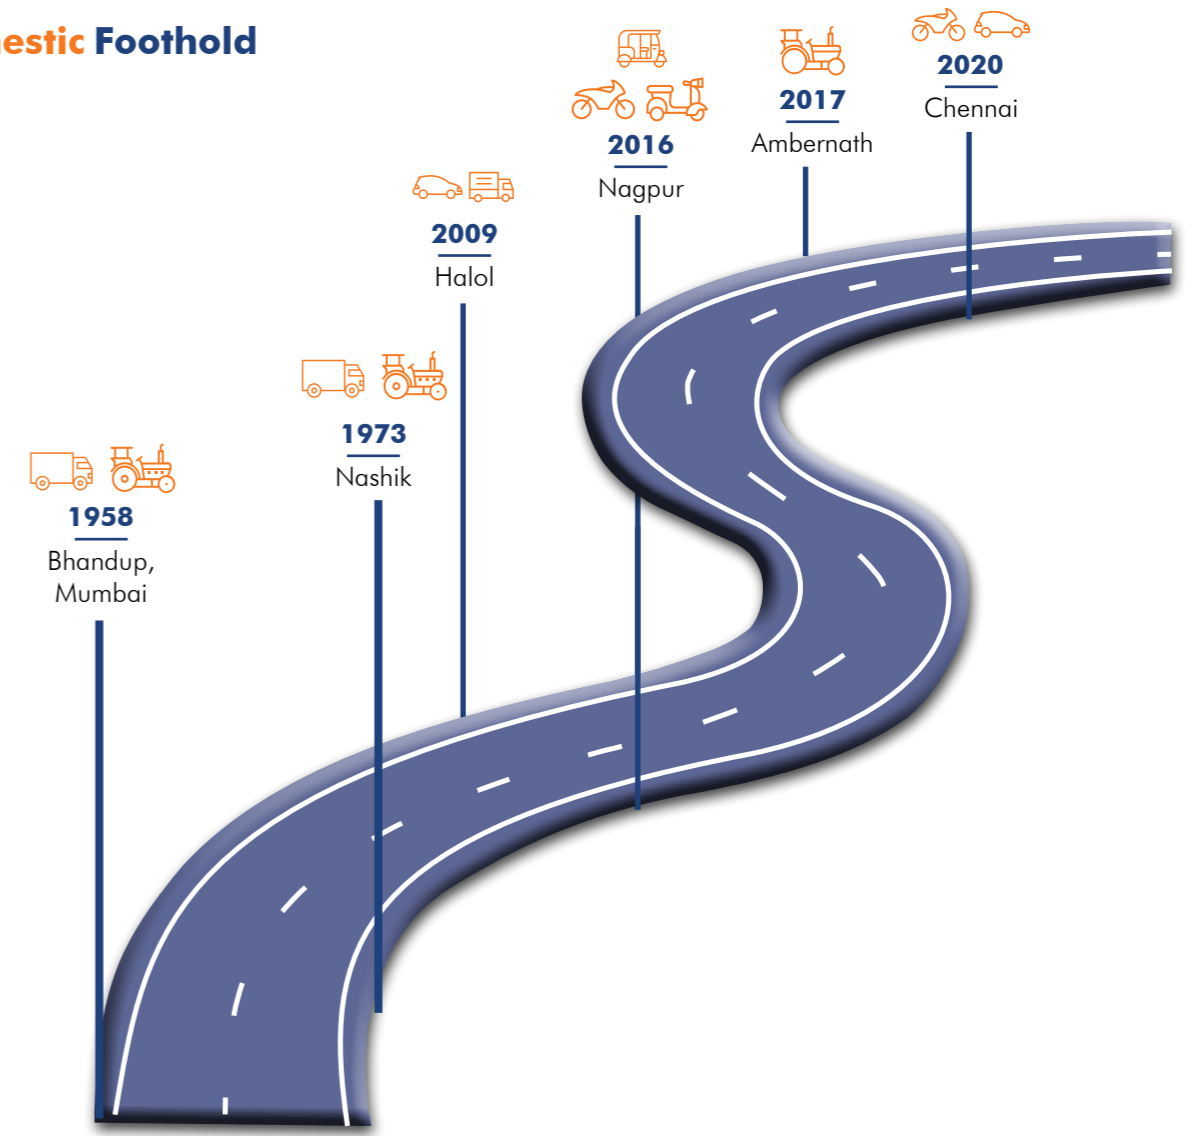 estic Foothold
1958
Bhandup,
Mumbai
1973
Nashik
2009
Halol
2016
Nagpur
2017
Ambernath
2020
Chennai